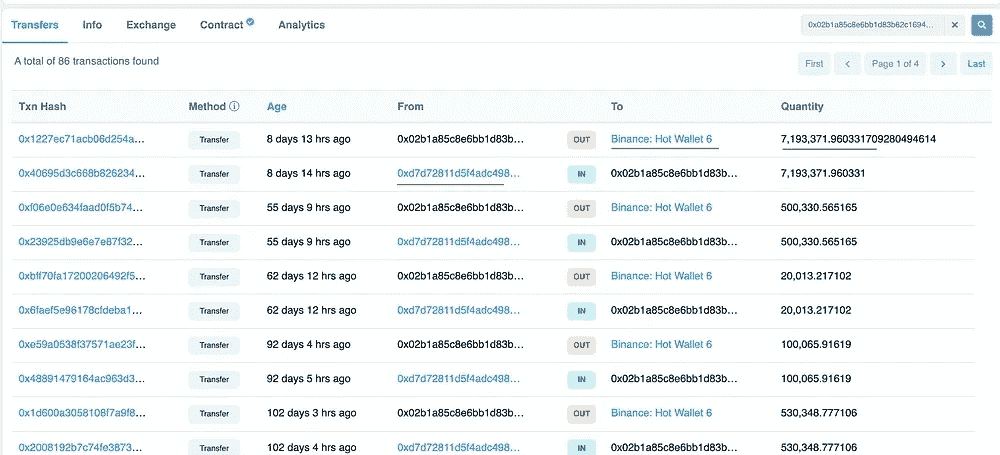 Transfers Info Exchange Contract Analytics 0x02b1a85c8e6bb1d83b62c1694...
A total of 86 transactions found First Page 1 of 4 Last
Txn Hash Method Age From To Quantity
0x1227ec71acb06d254a... Transfer 8 days 13 hrs ago 0x02b1a85c8e6bb1d83b... OUT Binance: Hot Wallet 6 7,193,371.960331709280494614
0x40695d3c668b826234... Transfer 8 days 14 hrs ago 0xd7d72811d5f4adc498... IN 0x02b1a85c8e6bb1d83b... 7,193,371.960331
0xf06e0e634faad0f5b74... Transfer 55 days 9 hrs ago 0x02b1a85c8e6bb1d83b... OUT Binance: Hot Wallet 6 500,330.565165
0x23925db9e6e7e87f32... Transfer 55 days 9 hrs ago 0xd7d72811d5f4adc498... IN 0x02b1a85c8e6bb1d83b... 500,330.565165
0xbff70fa17200206492f5... Transfer 62 days 12 hrs ago 0x02b1a85c8e6bb1d83b... OUT Binance: Hot Wallet 6 20,013.217102
0x6faef5e96178cfdeba1... Transfer 62 days 12 hrs ago 0xd7d72811d5f4adc498... IN 0x02b1a85c8e6bb1d83b... 20,013.217102
0xe59a0538f37571ae23f... Transfer 92 days 4 hrs ago 0x02b1a85c8e6bb1d83b... OUT Binance: Hot Wallet 6 100,065.91619
0x48891479164ac963d3... Transfer 92 days 5 hrs ago 0xd7d72811d5f4adc498... IN 0x02b1a85c8e6bb1d83b... 100,065.91619
0x1d600a3058108f7a9f8... Transfer 102 days 3 hrs ago 0x02b1a85c8e6bb1d83b... OUT Binance: Hot Wallet 6 530,348.777106
0x2008192b7c74fe3873... Transfer 102 days 4 hrs ago 0xd7d72811d5f4adc498... IN 0x02b1a85c8e6bb1d83b... 530,348.777106